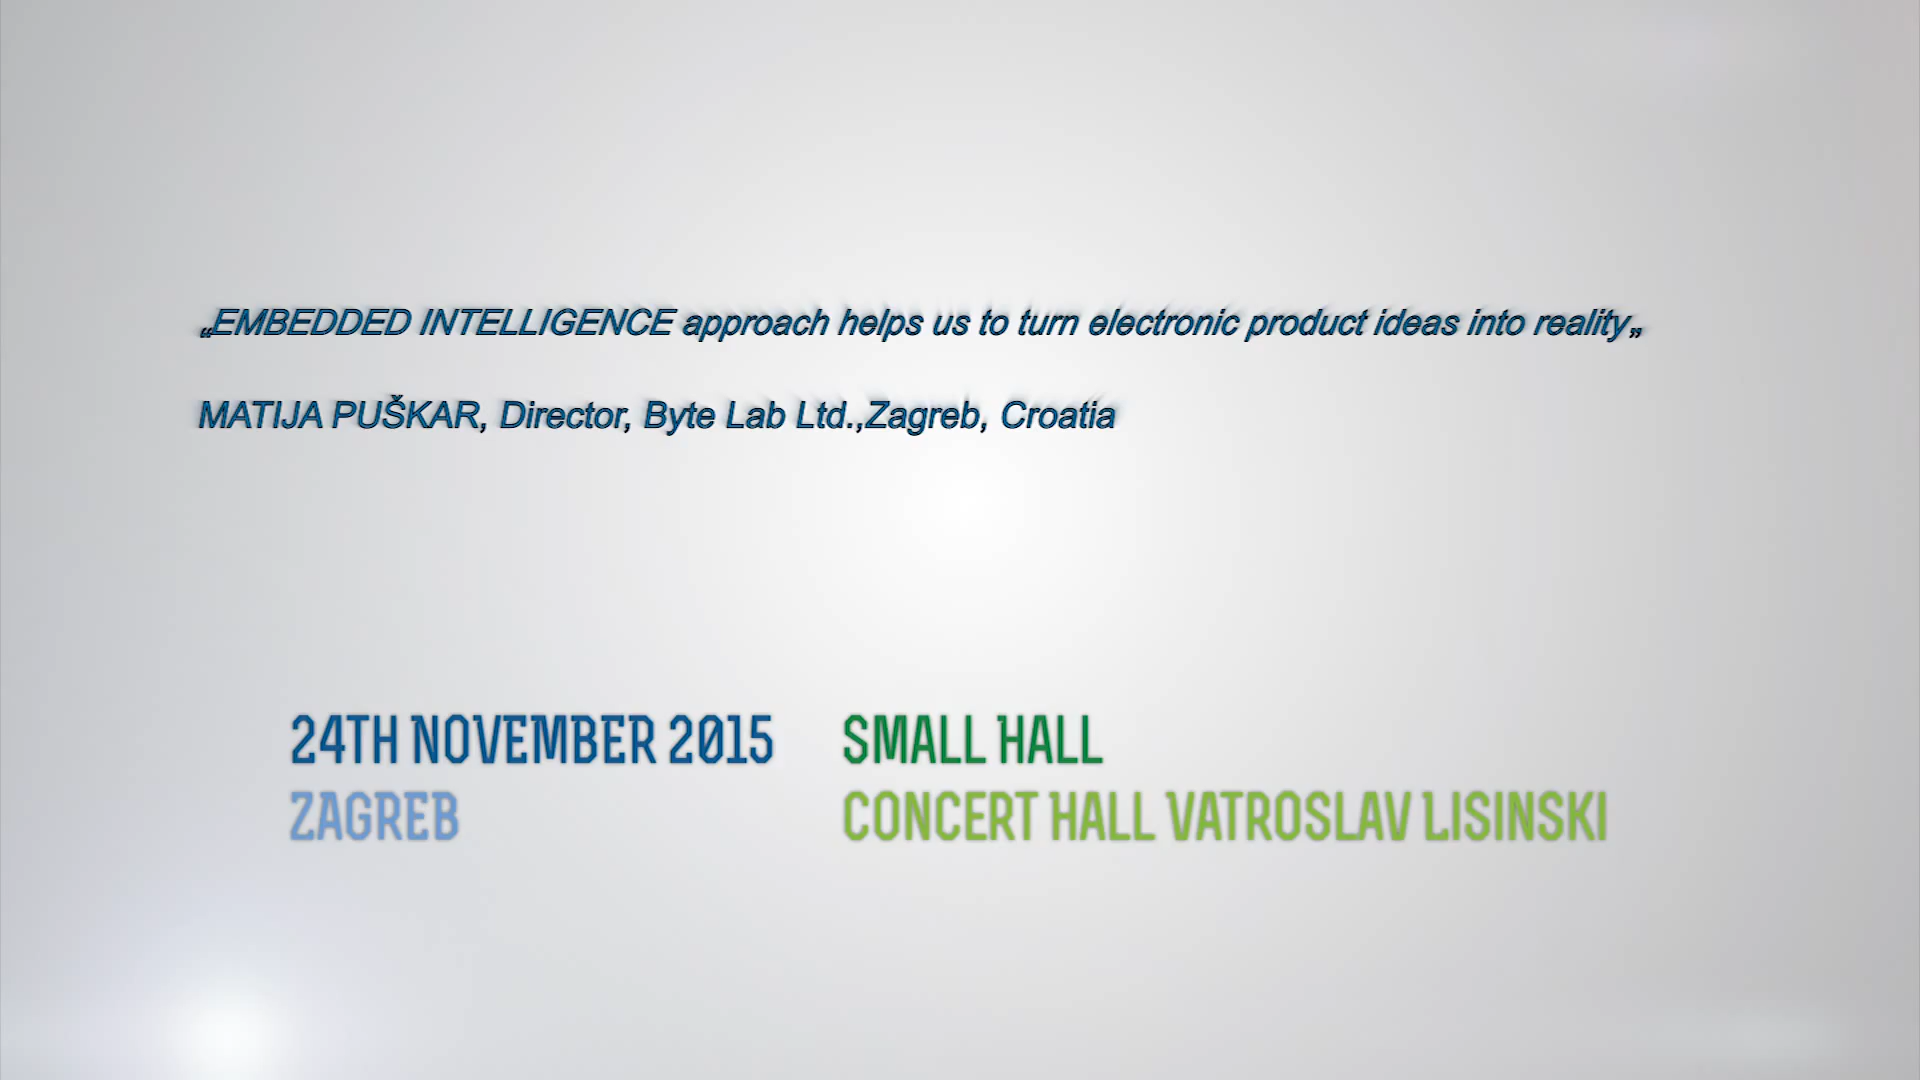 „EMBEDDED INTELLIGENCE approach helps us to turn electronic product ideas into reality„
MATIJA PUŠKAR, Director, Byte Lab Ltd.,Zagreb, Croatia
24TH NOVEMBER 2015
ZAGREB
SMALL HALL
CONCERT HALL VATROSLAV LISINSKI